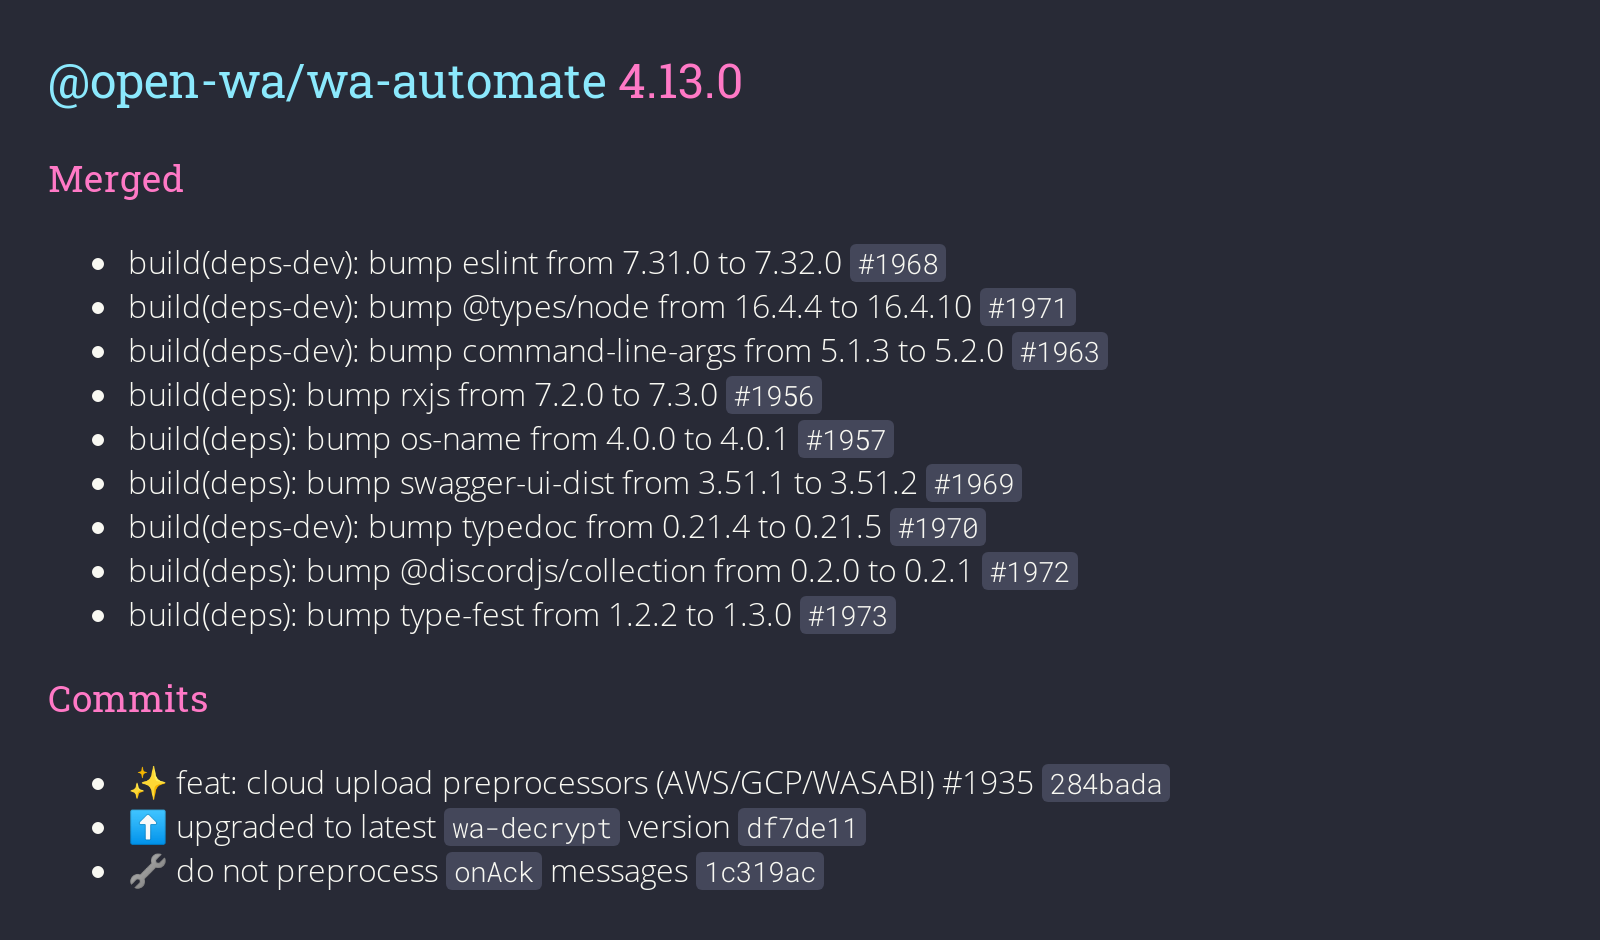 @open-wa/wa-automate 4.13.0
Merged
build(deps-dev): bump eslint from 7.31.0 to 7.32.0 #1968
build(deps-dev): bump @types/node from 16.4.4 to 16.4.10 #1971
build(deps-dev): bump command-line-args from 5.1.3 to 5.2.0 #1963
build(deps): bump rxjs from 7.2.0 to 7.3.0 #1956
build(deps): bump os-name from 4.0.0 to 4.0.1 #1957
build(deps): bump swagger-ui-dist from 3.51.1 to 3.51.2 #1969
build(deps-dev): bump typedoc from 0.21.4 to 0.21.5 #1970
build(deps): bump @discordjs/collection from 0.2.0 to 0.2.1 #1972
build(deps): bump type-fest from 1.2.2 to 1.3.0 #1973
Commits
✨ feat: cloud upload preprocessors (AWS/GCP/WASABI) #1935 284bada
⬆️ upgraded to latest wa-decrypt version df7de11
🔧 do not preprocess onAck messages 1c319ac